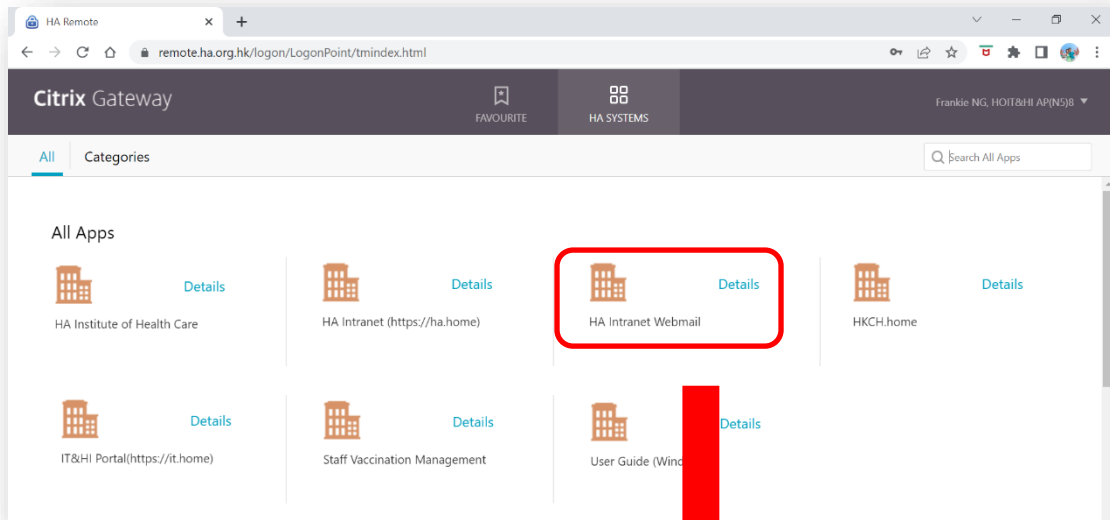 HA Remote
remote.ha.org.hk/logon/LogonPoint/tmindex.html
Citrix Gateway
FAVOURITE
HA SYSTEMS
Frankie NG, HOIT&HI AP(N5)8
All
Categories
Search All Apps
All Apps
Details
Details
Details
Details
HA Institute of Health Care
HA Intranet (https://ha.home)
HA Intranet Webmail
HKCH.home
Details
Details
Details
IT&HI Portal(https://it.home)
Staff Vaccination Management
User Guide (Wind